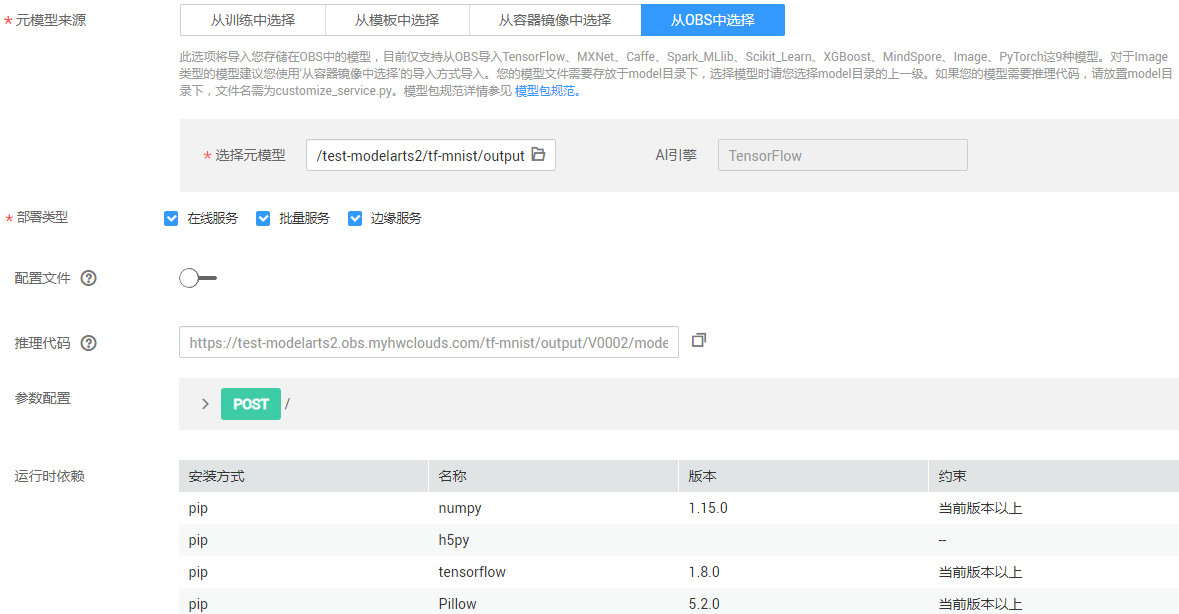 * 元模型来源 从训练中选择 从模板中选择 从容器镜像中选择 从OBS中选择
此选项将导入您存储在OBS中的模型，目前仅支持从OBS导入TensorFlow、MXNet、Caffe、Spark_MLlib、Scikit_Learn、XGBoost、MindSpore、Image、PyTorch这9种模型。对于Image
类型的模型建议您使用'从容器镜像中选择'的导入方式导入。您的模型文件需要存放于model目录下，选择模型时请您选择model目录的上一级。如果您的模型需要推理代码，请放置model目
录下，文件名需为customize_service.py。模型包规范详情参见 模型包规范。
* 选择元模型 /test-modelarts2/tf-mnist/output AI引擎 TensorFlow
* 部署类型 在线服务 批量服务 边缘服务
配置文件 ?
推理代码 ? https://test-modelarts2.obs.myhwclouds.com/tf-mnist/output/V0002/mode
参数配置 POST /
运行时依赖 安装方式 名称 版本 约束
pip numpy 1.15.0 当前版本以上
pip h5py --
pip tensorflow 1.8.0 当前版本以上
pip Pillow 5.2.0 当前版本以上